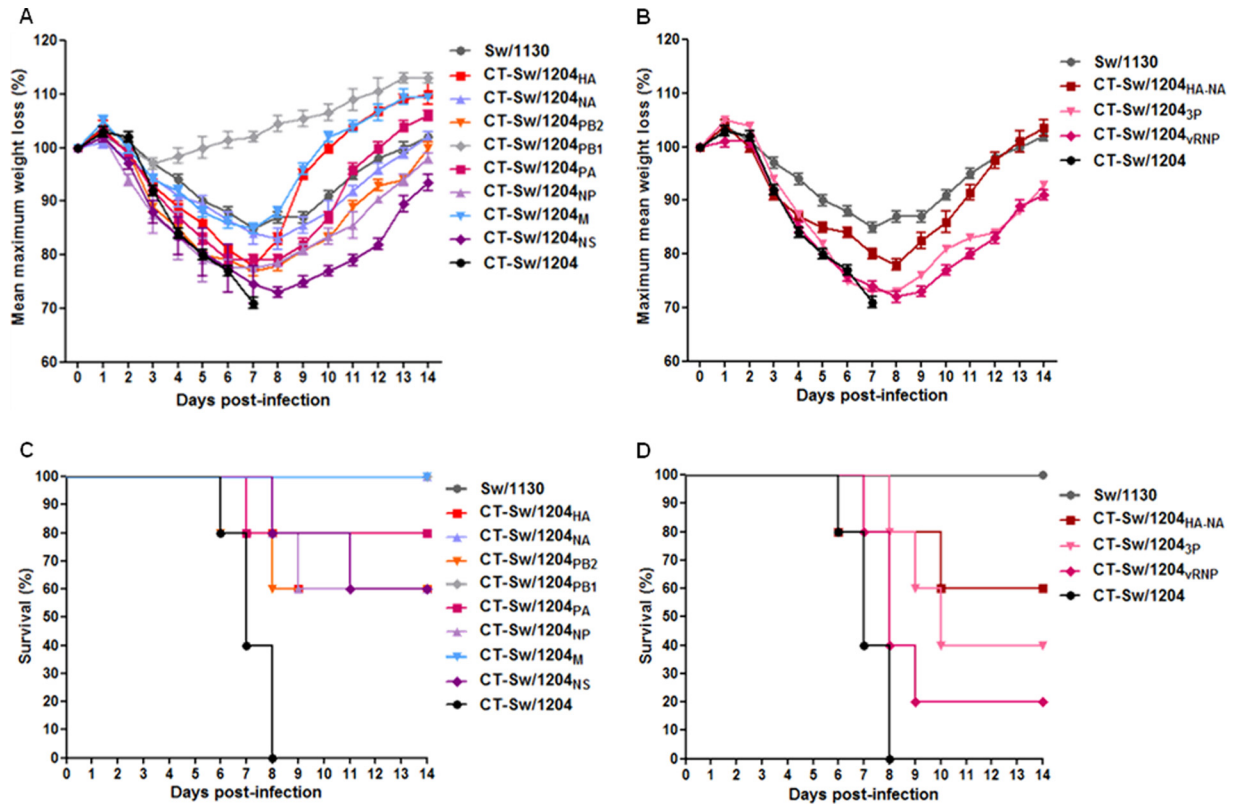 A
Mean maximum weight loss (%)
120
110
100
90
80
70
60
0 1 2 3 4 5 6 7 8 9 10 11 12 13 14
Days post-infection
Sw/1130
CT-Sw/1204HA
CT-Sw/1204NA
CT-Sw/1204PB2
CT-Sw/1204PB1
CT-Sw/1204PA
CT-Sw/1204NP
CT-Sw/1204M
CT-Sw/1204NS
CT-Sw/1204
B
Maximum mean weight loss (%)
120
110
100
90
80
70
60
0 1 2 3 4 5 6 7 8 9 10 11 12 13 14
Days post-infection
Sw/1130
CT-Sw/1204HA-NA
CT-Sw/12043P
CT-Sw/1204vRNP
CT-Sw/1204
C
Survival (%)
100
90
80
70
60
50
40
30
20
10
0
0 1 2 3 4 5 6 7 8 9 10 11 12 13 14
Days post-infection
Sw/1130
CT-Sw/1204HA
CT-Sw/1204NA
CT-Sw/1204PB2
CT-Sw/1204PB1
CT-Sw/1204PA
CT-Sw/1204NP
CT-Sw/1204M
CT-Sw/1204NS
CT-Sw/1204
D
Survival (%)
100
90
80
70
60
50
40
30
20
10
0
0 1 2 3 4 5 6 7 8 9 10 11 12 13 14
Days post-infection
Sw/1130
CT-Sw/1204HA-NA
CT-Sw/12043P
CT-Sw/1204vRNP
CT-Sw/1204